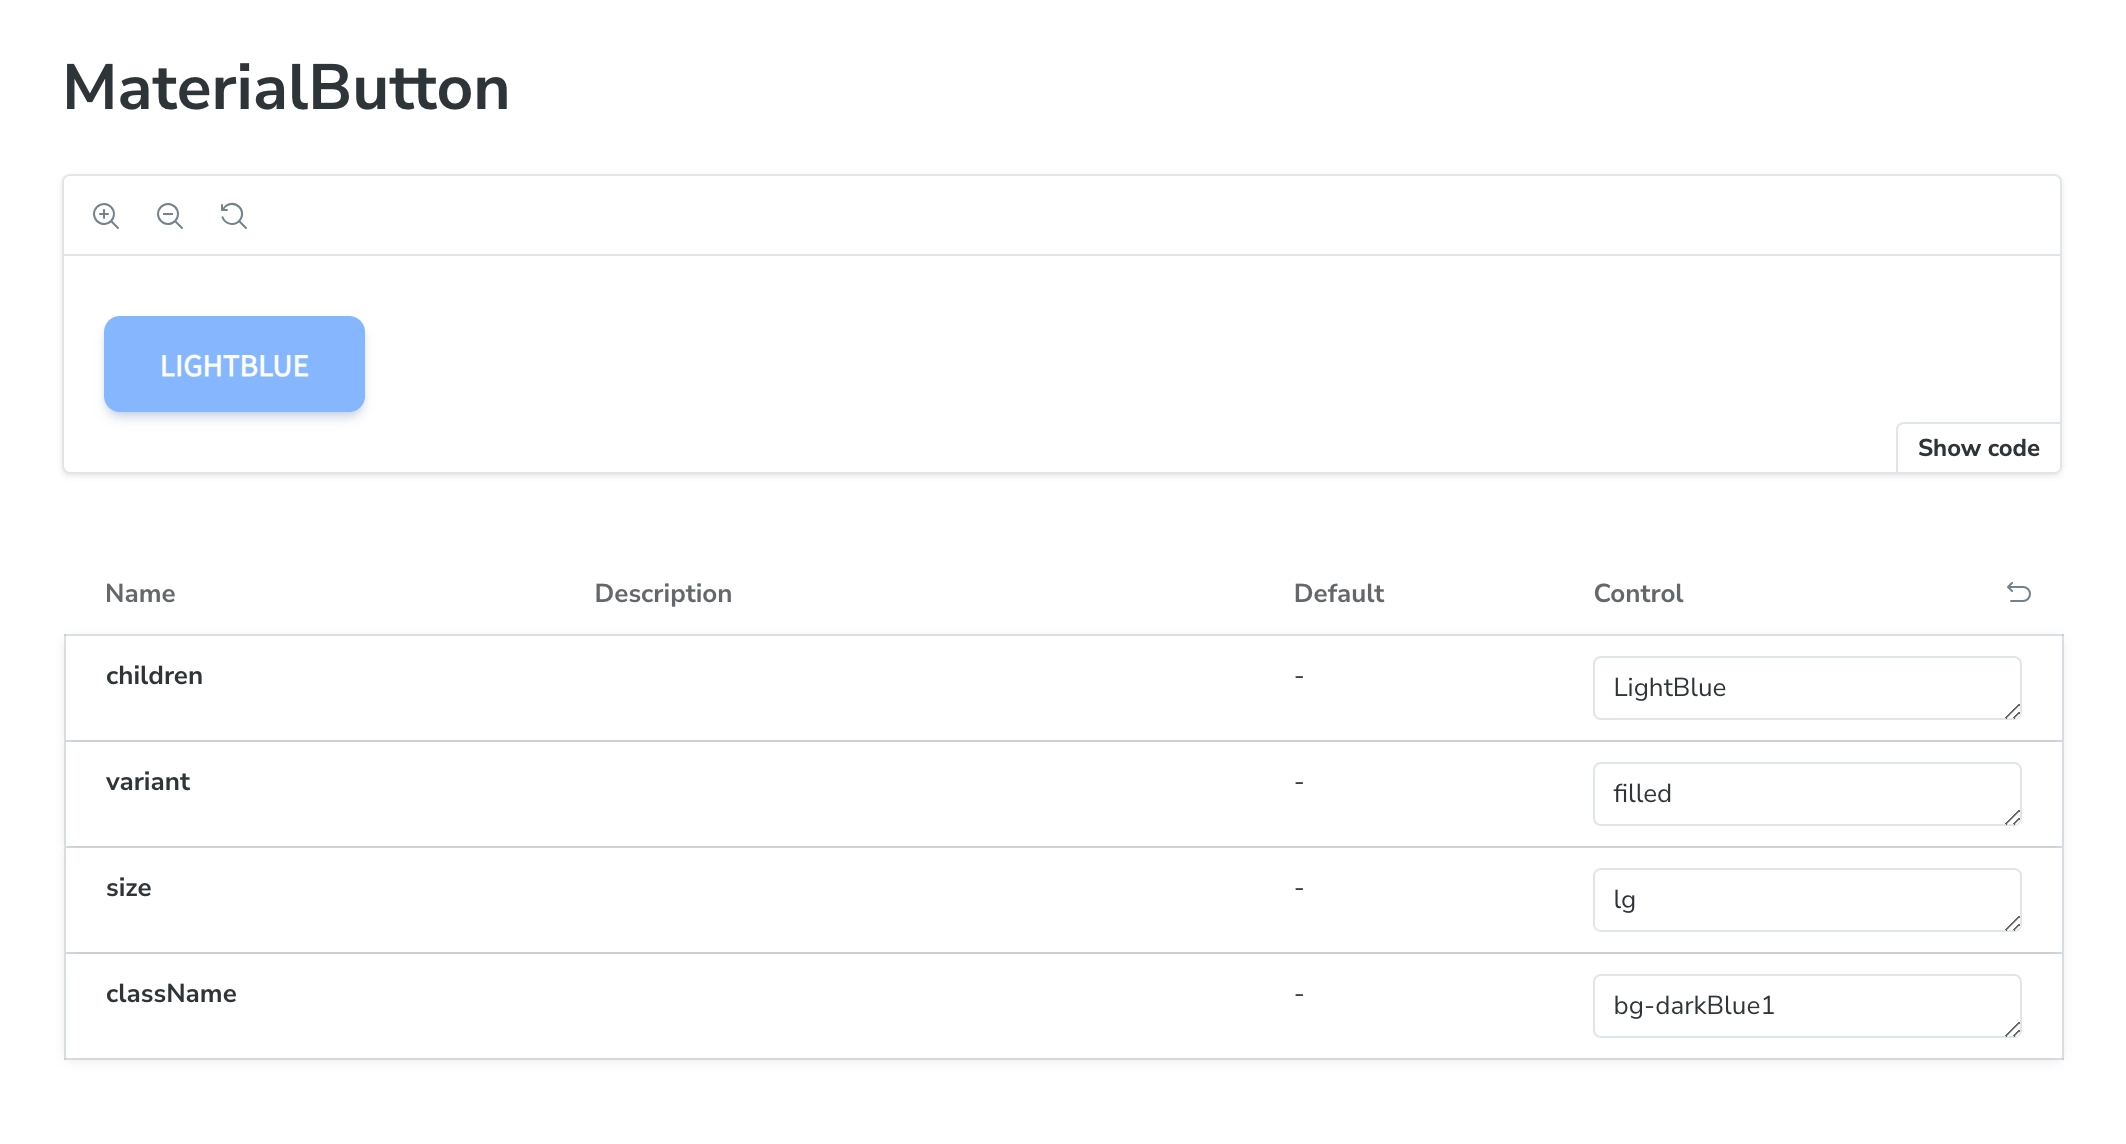 MaterialButton
LIGHTBLUE
Show code
Name Description Default Control
children - LightBlue
variant - filled
size - lg
className - bg-darkBlue1